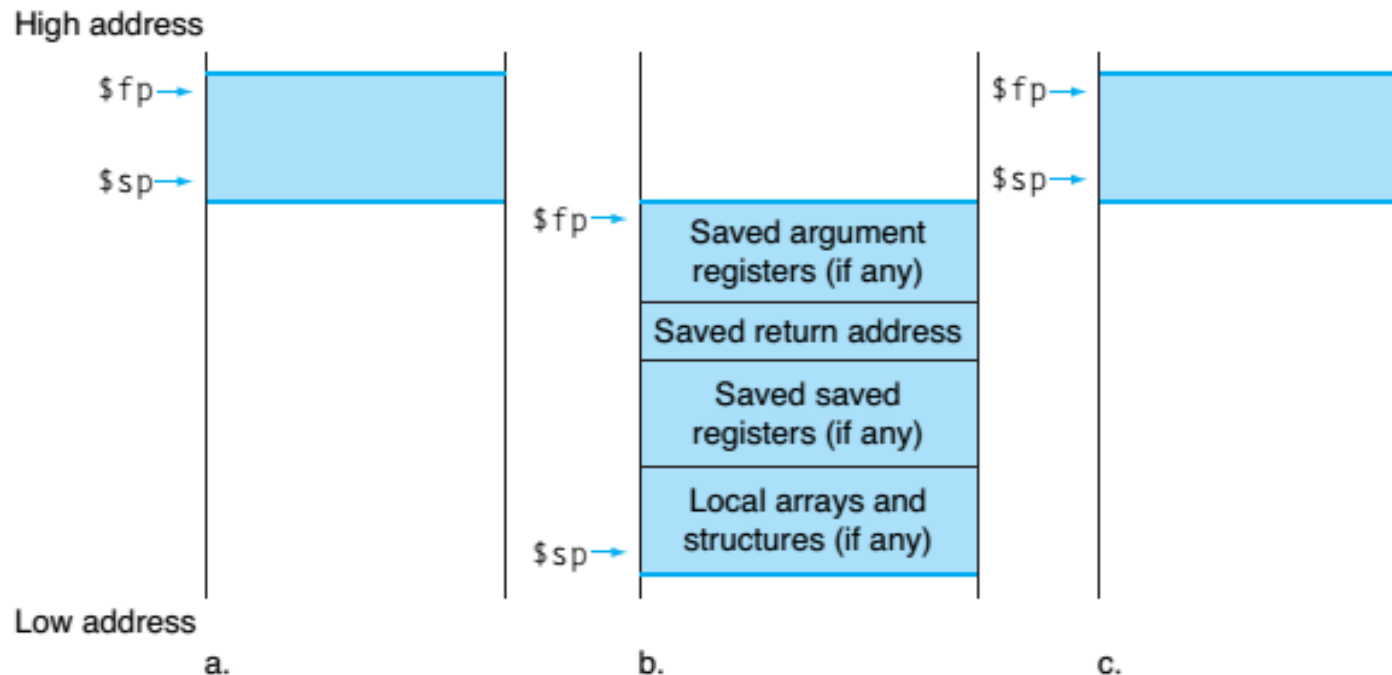 High address
$fp
$fp
$sp
$sp
$fp
Saved argument
registers (if any)
Saved return address
Saved saved
registers (if any)
Local arrays and
structures (if any)
$sp
Low address
a.
b.
c.